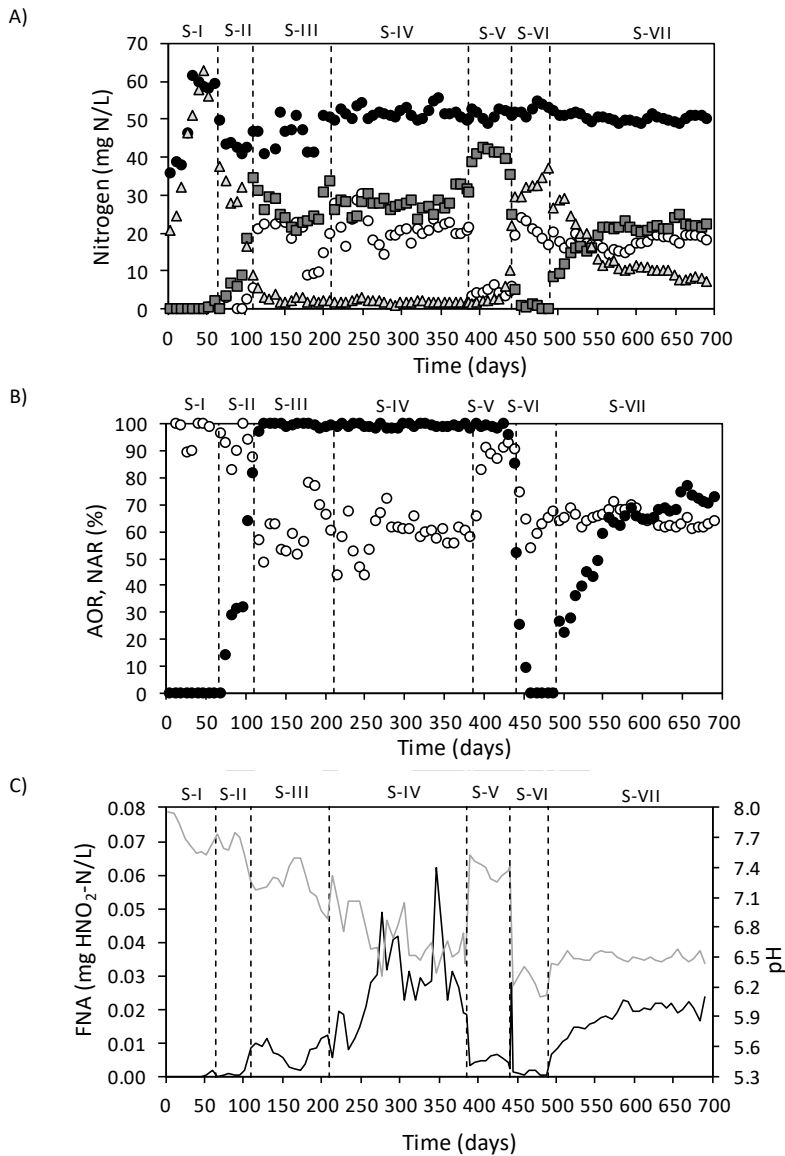 A)
S-I S-II S-III S-IV S-V S-VI S-VII
70
60
50
40
30
20
10
0
Nitrogen (mg N/L)
0 50 100 150 200 250 300 350 400 450 500 550 600 650 700
Time (days)
B)
S-I S-II S-III S-IV S-V S-VI S-VII
100
90
80
70
60
50
40
30
20
10
0
AOR, NAR (%)
0 50 100 150 200 250 300 350 400 450 500 550 600 650 700
Time (days)
C)
S-I S-II S-III S-IV S-V S-VI S-VII
0.08 8.0
0.07 7.7
0.06 7.4
0.05 7.1
0.04 6.8
0.03 6.5
0.02 6.2
0.01 5.9
0.00 5.6
5.3
FNA (mg HNO₂-N/L)
pH
0 50 100 150 200 250 300 350 400 450 500 550 600 650 700
Time (days)